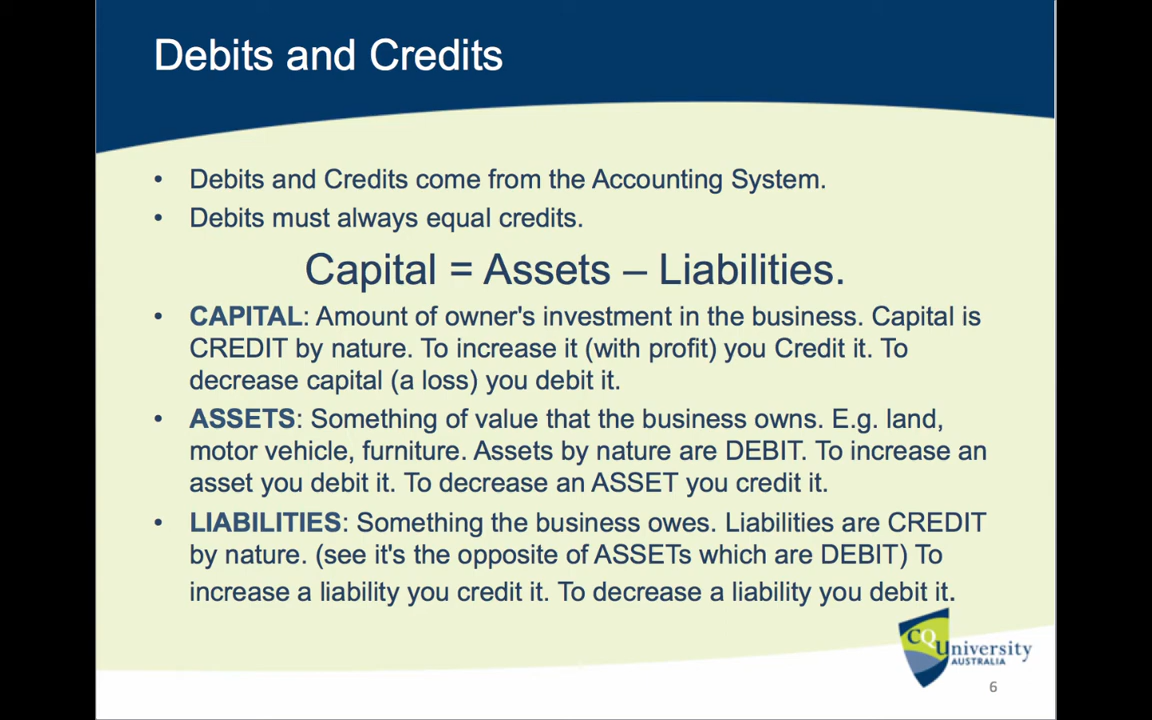 Debits and Credits
• Debits and Credits come from the Accounting System.
• Debits must always equal credits.
Capital = Assets – Liabilities.
• CAPITAL: Amount of owner's investment in the business. Capital is
CREDIT by nature. To increase it (with profit) you Credit it. To
decrease capital (a loss) you debit it.
• ASSETS: Something of value that the business owns. E.g. land,
motor vehicle, furniture. Assets by nature are DEBIT. To increase an
asset you debit it. To decrease an ASSET you credit it.
• LIABILITIES: Something the business owes. Liabilities are CREDIT
by nature. (see it's the opposite of ASSETs which are DEBIT) To
increase a liability you credit it. To decrease a liability you debit it.
CQUniversity
AUSTRALIA
6